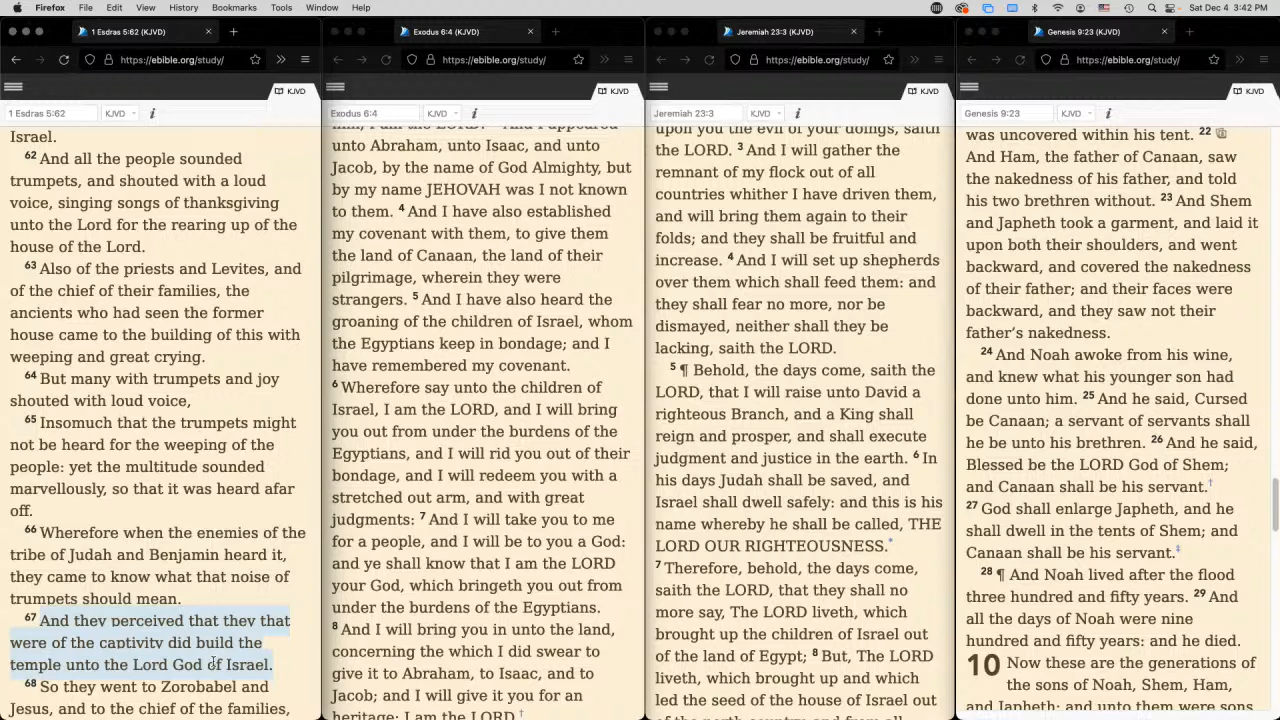 Firefox File Edit View History Bookmarks Tools Window Help Sat Dec 4 3:42 PM
1 Esdras 5:62 (KJVD)
https://ebible.org/study/
KJVD
1 Esdras 5:62 KJVD i
Israel.
62 And all the people sounded
trumpets, and shouted with a loud
voice, singing songs of thanksgiving
unto the Lord for the rearing up of the
house of the Lord.
63 Also of the priests and Levites, and
of the chief of their families, the
ancients who had seen the former
house came to the building of this with
weeping and great crying.
64 But many with trumpets and joy
shouted with loud voice,
65 Insomuch that the trumpets might
not be heard for the weeping of the
people: yet the multitude sounded
marvellously, so that it was heard afar
off.
66 Wherefore when the enemies of the
tribe of Judah and Benjamin heard it,
they came to know what that noise of
trumpets should mean.
67 And they perceived that they that
were of the captivity did build the
temple unto the Lord God of Israel.
68 So they went to Zorobabel and
Jesus, and to the chief of the families,
Exodus 6:4 (KJVD)
https://ebible.org/study/
KJVD
Exodus 6:4 KJVD i
him, I am the LORD: 3 And I appeared
unto Abraham, unto Isaac, and unto
Jacob, by the name of God Almighty, but
by my name JEHOVAH was I not known
to them. 4 And I have also established
my covenant with them, to give them
the land of Canaan, the land of their
pilgrimage, wherein they were
strangers. 5 And I have also heard the
groaning of the children of Israel, whom
the Egyptians keep in bondage; and I
have remembered my covenant.
6 Wherefore say unto the children of
Israel, I am the LORD, and I will bring
you out from under the burdens of the
Egyptians, and I will rid you out of their
bondage, and I will redeem you with a
stretched out arm, and with great
judgments: 7 And I will take you to me
for a people, and I will be to you a God:
and ye shall know that I am the LORD
your God, which bringeth you out from
under the burdens of the Egyptians.
8 And I will bring you in unto the land,
concerning the which I did swear to
give it to Abraham, to Isaac, and to
Jacob; and I will give it you for an
heritage: I am the LORD.†
Jeremiah 23:3 (KJVD)
https://ebible.org/study/
KJVD
Jeremiah 23:3 KJVD i
upon you the evil of your doings, saith
the LORD. 3 And I will gather the
remnant of my flock out of all
countries whither I have driven them,
and will bring them again to their
folds; and they shall be fruitful and
increase. 4 And I will set up shepherds
over them which shall feed them: and
they shall fear no more, nor be
dismayed, neither shall they be
lacking, saith the LORD.
5 ¶ Behold, the days come, saith the
LORD, that I will raise unto David a
righteous Branch, and a King shall
reign and prosper, and shall execute
judgment and justice in the earth. 6 In
his days Judah shall be saved, and
Israel shall dwell safely: and this is his
name whereby he shall be called, THE
LORD OUR RIGHTEOUSNESS.*
7 Therefore, behold, the days come,
saith the LORD, that they shall no
more say, The LORD liveth, which
brought up the children of Israel out
of the land of Egypt; 8 But, The LORD
liveth, which brought up and which
led the seed of the house of Israel out
of the north country, and from all
Genesis 9:23 (KJVD)
https://ebible.org/study/
KJVD
Genesis 9:23 KJVD i
was uncovered within his tent. 22
And Ham, the father of Canaan, saw
the nakedness of his father, and told
his two brethren without. 23 And Shem
and Japheth took a garment, and laid it
upon both their shoulders, and went
backward, and covered the nakedness
of their father; and their faces were
backward, and they saw not their
father’s nakedness.
24 And Noah awoke from his wine,
and knew what his younger son had
done unto him. 25 And he said, Cursed
be Canaan; a servant of servants shall
he be unto his brethren. 26 And he said,
Blessed be the LORD God of Shem;
and Canaan shall be his servant.†
27 God shall enlarge Japheth, and he
shall dwell in the tents of Shem; and
Canaan shall be his servant.‡
28 ¶ And Noah lived after the flood
three hundred and fifty years. 29 And
all the days of Noah were nine
hundred and fifty years: and he died.
10 Now these are the generations of
the sons of Noah, Shem, Ham,
and Japheth: and unto them were sons